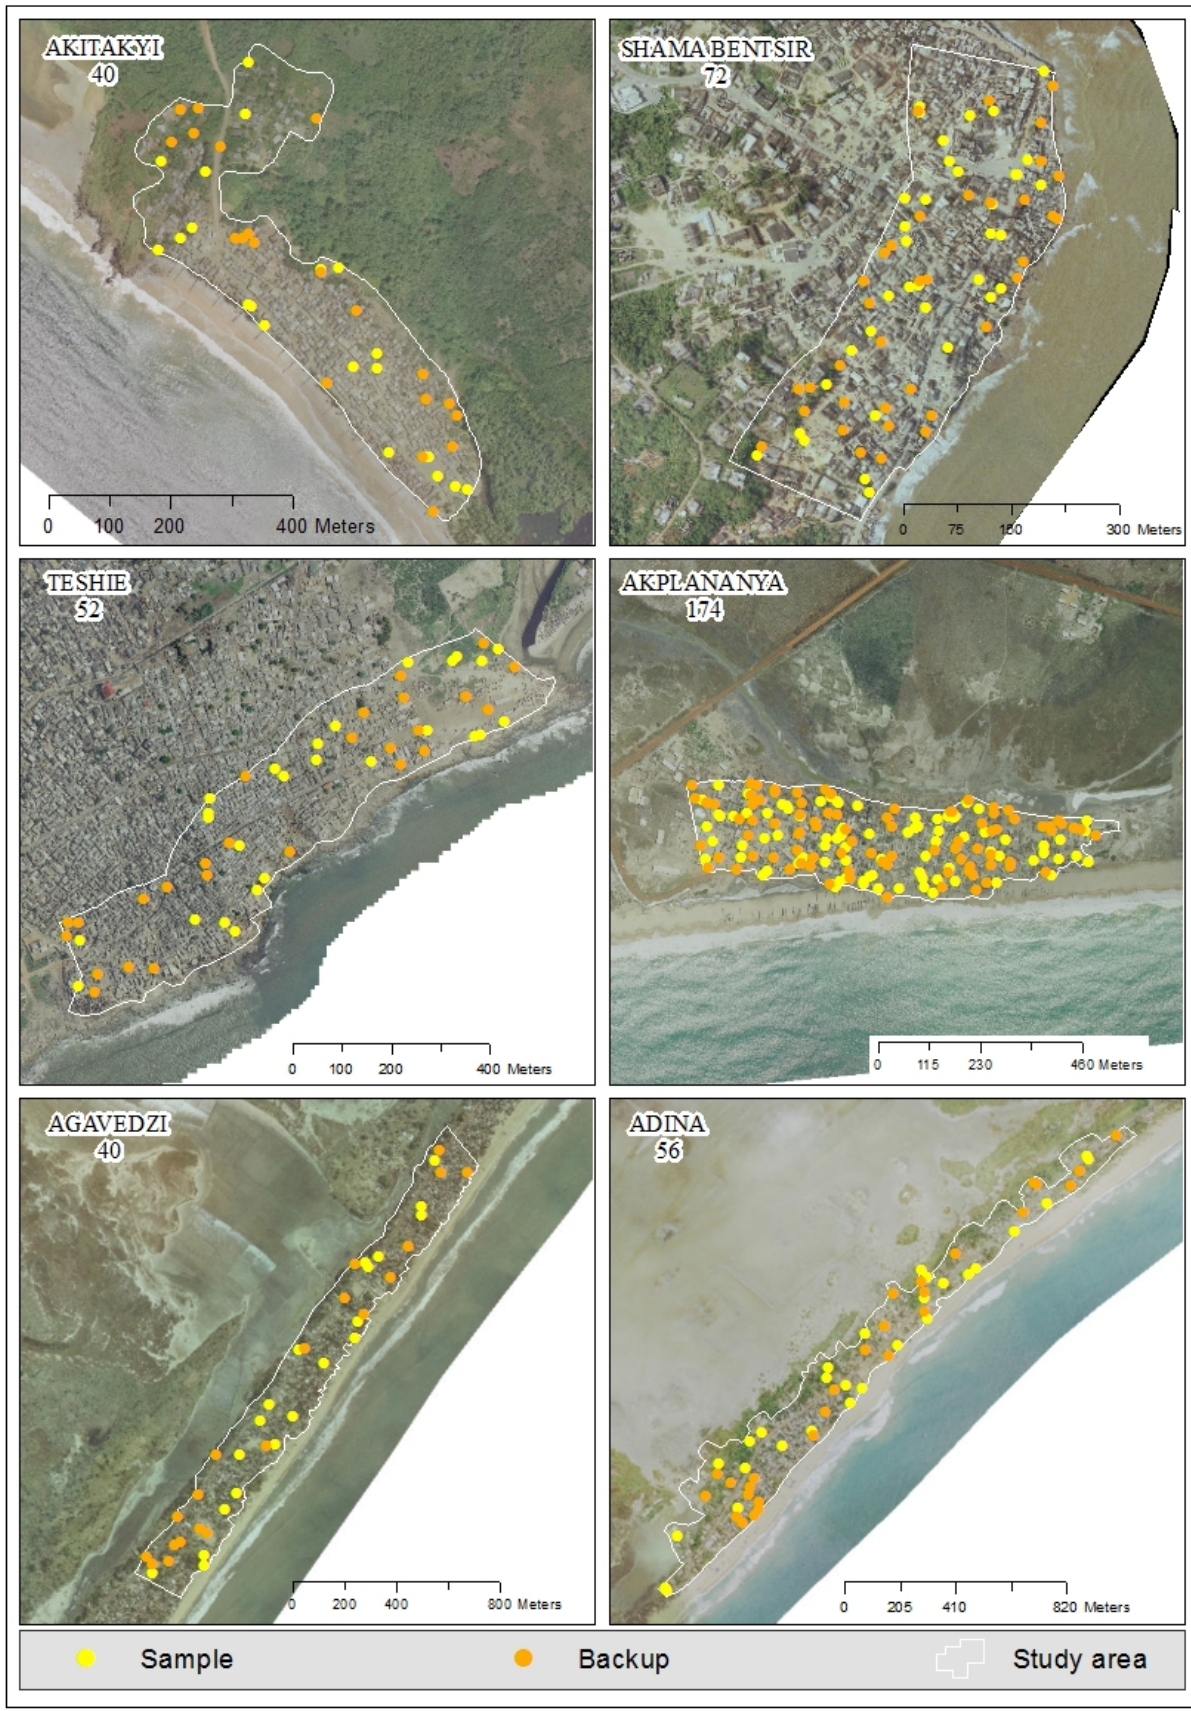 AKITAKYI
40
0 100 200 400 Meters
SHAMA BENTSIR
72
0 75 150 300 Meters
TESHIE
52
0 100 200 400 Meters
AKPLANANYA
174
0 115 230 460 Meters
AGAVEDZI
40
0 200 400 800 Meters
ADINA
56
0 205 410 820 Meters
Sample Backup Study area